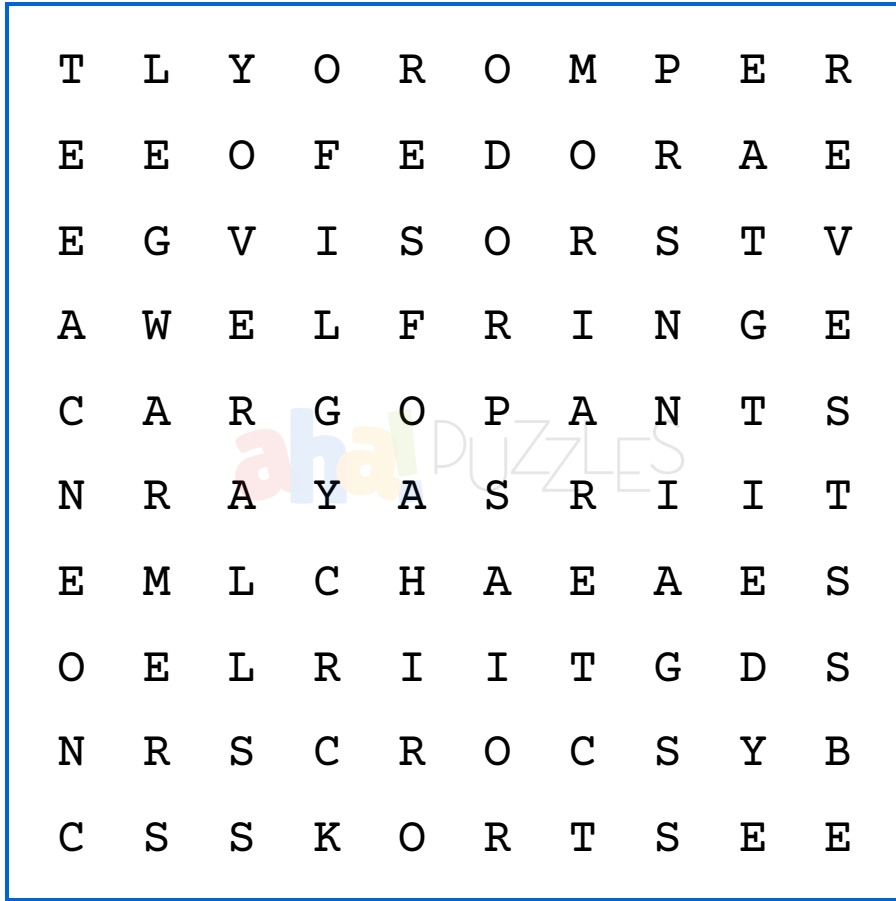 T L Y O R O M P E R
E E O F E D O R A E
E G V I S O R S T V
A W E L F R I N G E
C A R G O P A N T S
N R A Y A S R I I T
E M L C H A E A E S
O E L R I I T G D S
N R S C R O C S Y B
C S S K O R T S E E
aha! PUZZLES